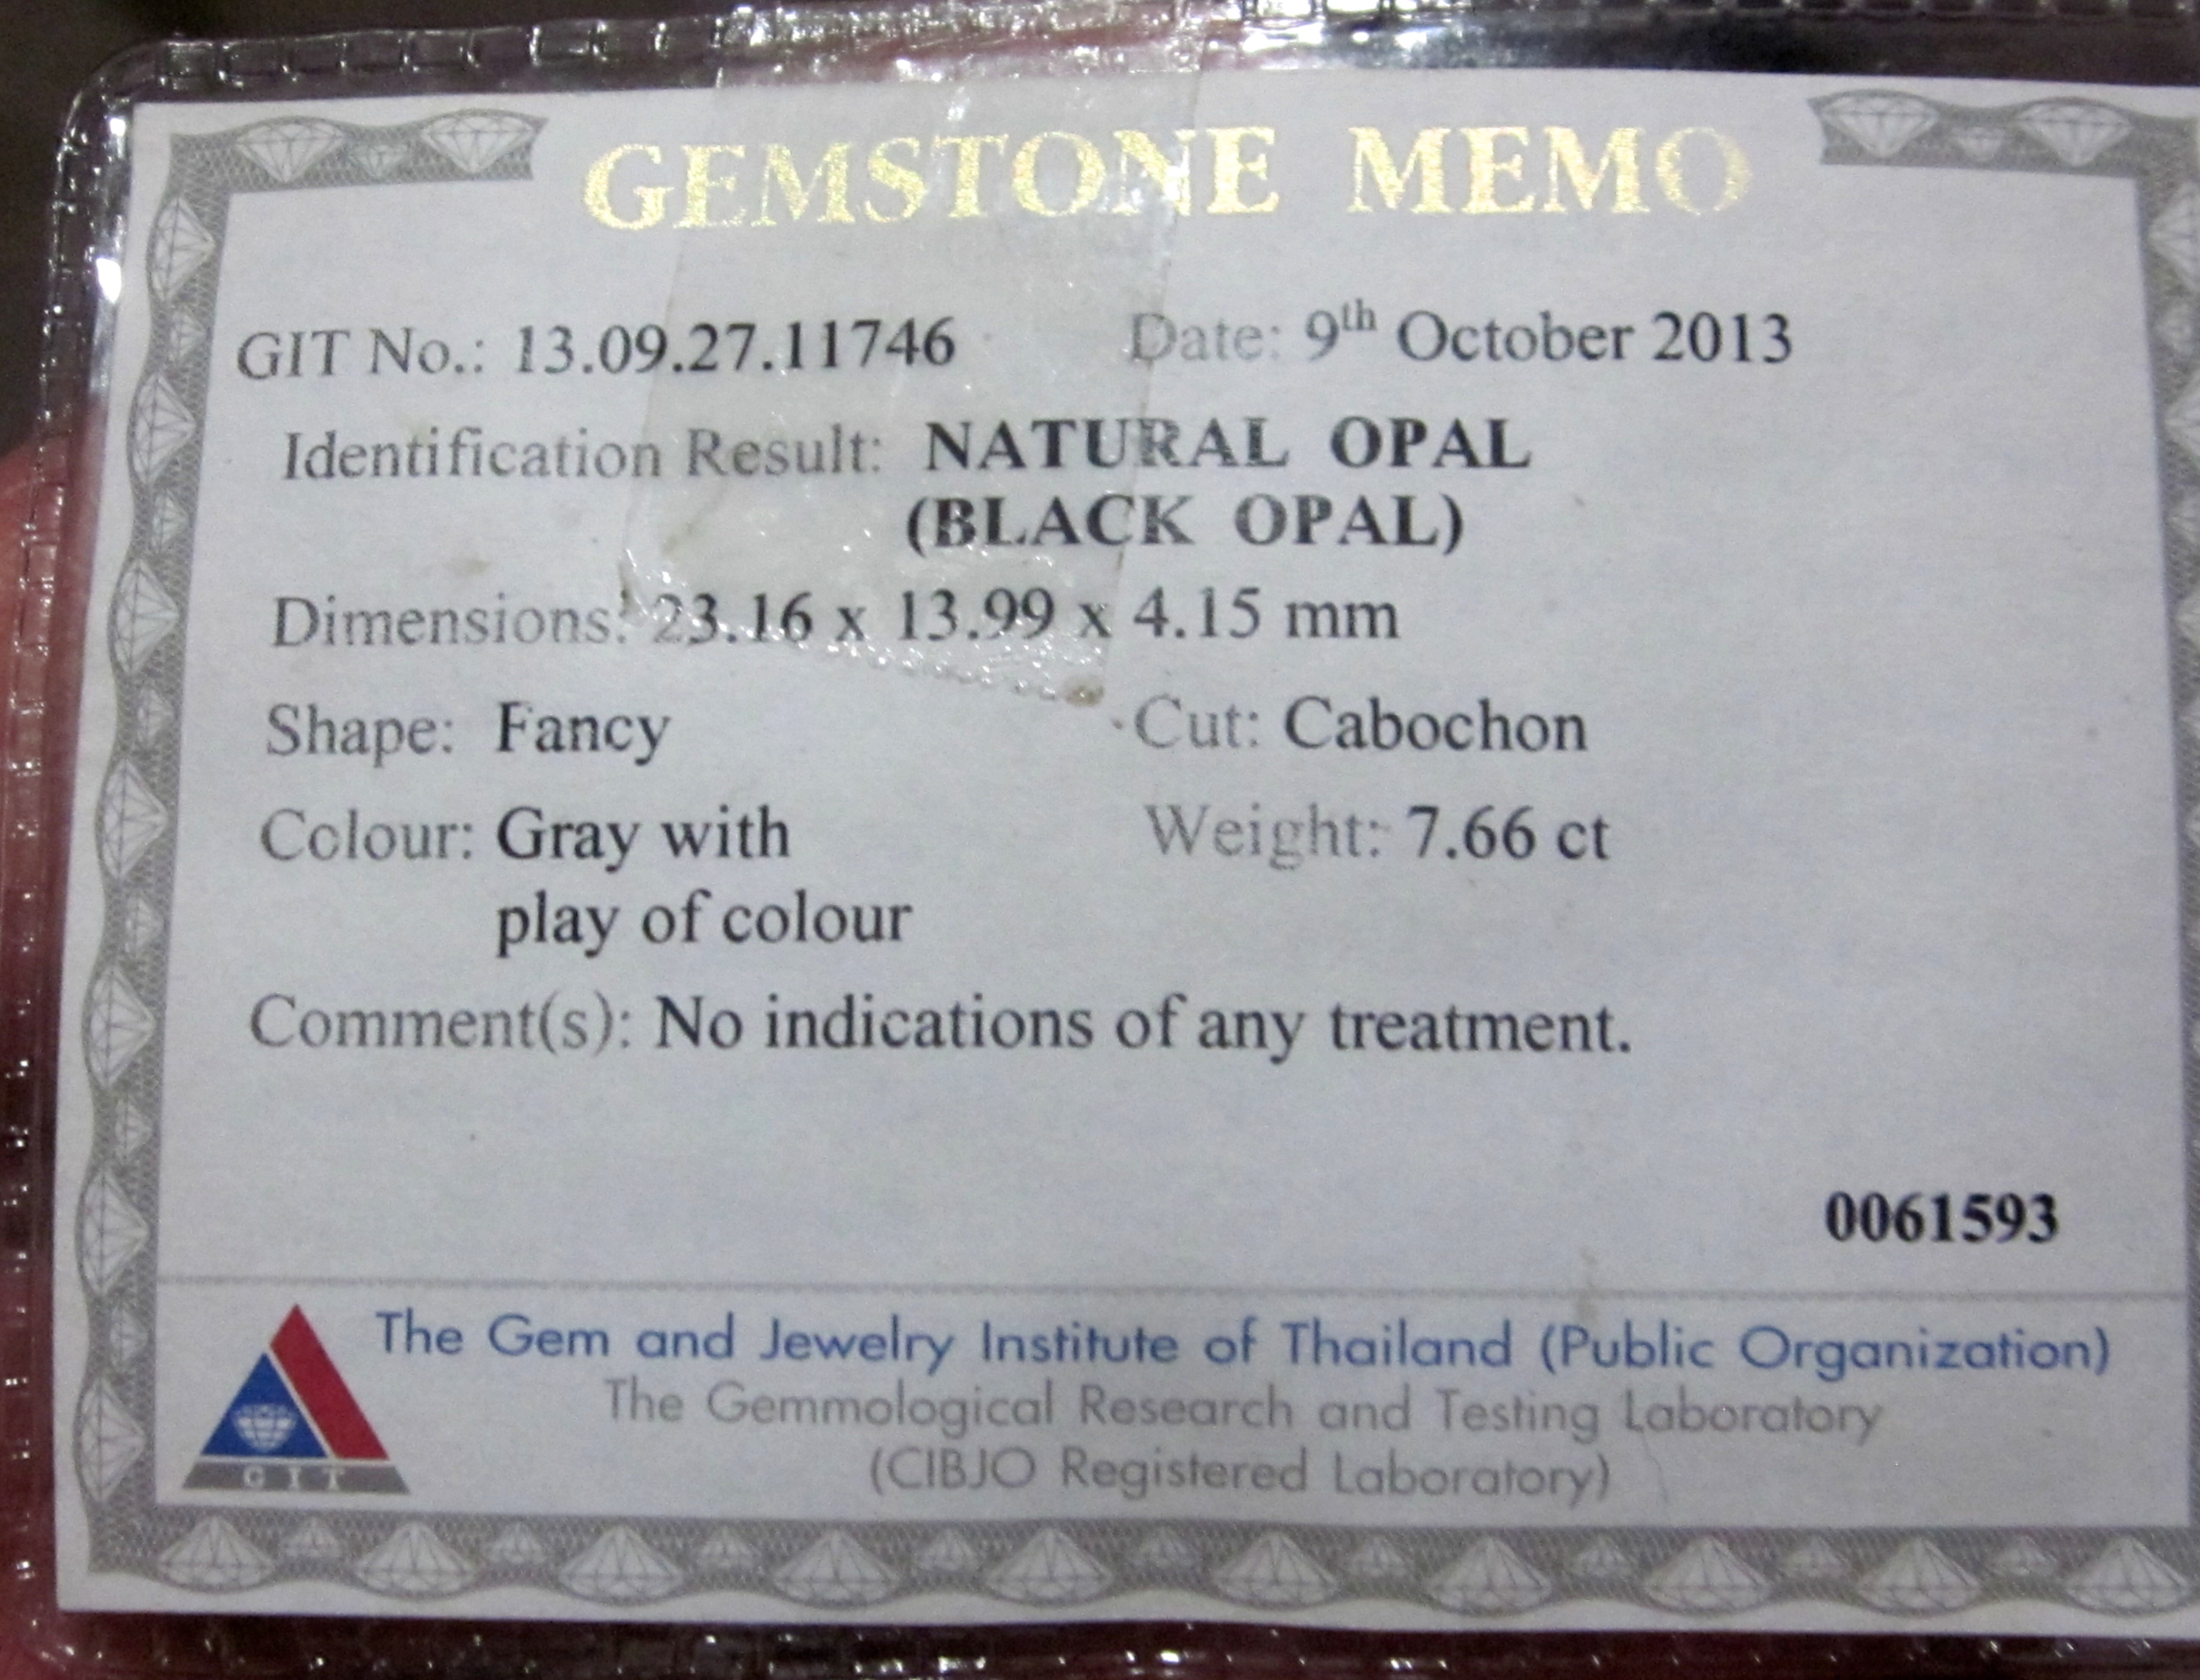 GEMSTONE MEMO
GIT No.: 13.09.27.11746 Date: 9th October 2013
Identification Result: NATURAL OPAL
(BLACK OPAL)
Dimensions: 23.16 x 13.99 x 4.15 mm
Shape: Fancy Cut: Cabochon
Colour: Gray with Weight: 7.66 ct
play of colour
Comment(s): No indications of any treatment.
0061593
The Gem and Jewelry Institute of Thailand (Public Organization)
The Gemmological Research and Testing Laboratory
(CIBJO Registered Laboratory)
GIT